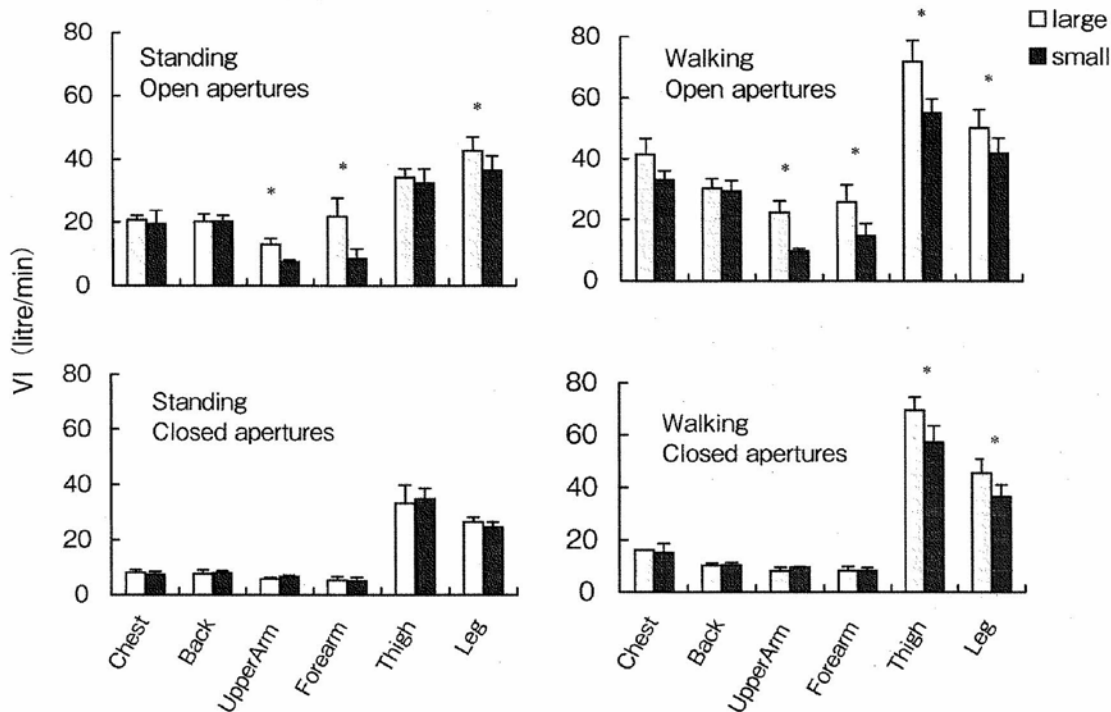 80
60
40
20
0
Standing
Open apertures
*
*
*
80
60
40
20
0
Walking
Open apertures
*
*
*
*
large
small
VI (litre/min)
80
60
40
20
0
Standing
Closed apertures
80
60
40
20
0
Walking
Closed apertures
*
*
Chest
Back
UpperArm
Forearm
Thigh
Leg
Chest
Back
UpperArm
Forearm
Thigh
Leg